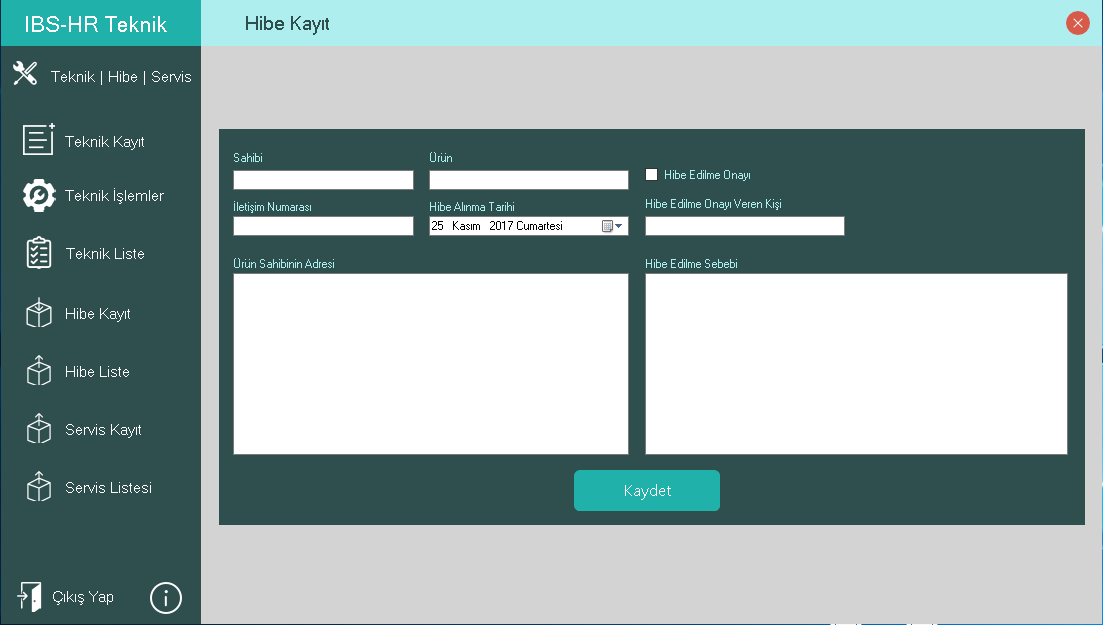 IBS-HR Teknik
Hibe Kayıt
Teknik | Hibe | Servis
Teknik Kayıt
Teknik İşlemler
Teknik Liste
Hibe Kayıt
Hibe Liste
Servis Kayıt
Servis Listesi
Çıkış Yap
Sahibi
Ürün
Hibe Edilme Onayı
İletişim Numarası
Hibe Alınma Tarihi
Hibe Edilme Onayı Veren Kişi
25 Kasım 2017 Cumartesi
Ürün Sahibinin Adresi
Hibe Edilme Sebebi
Kaydet